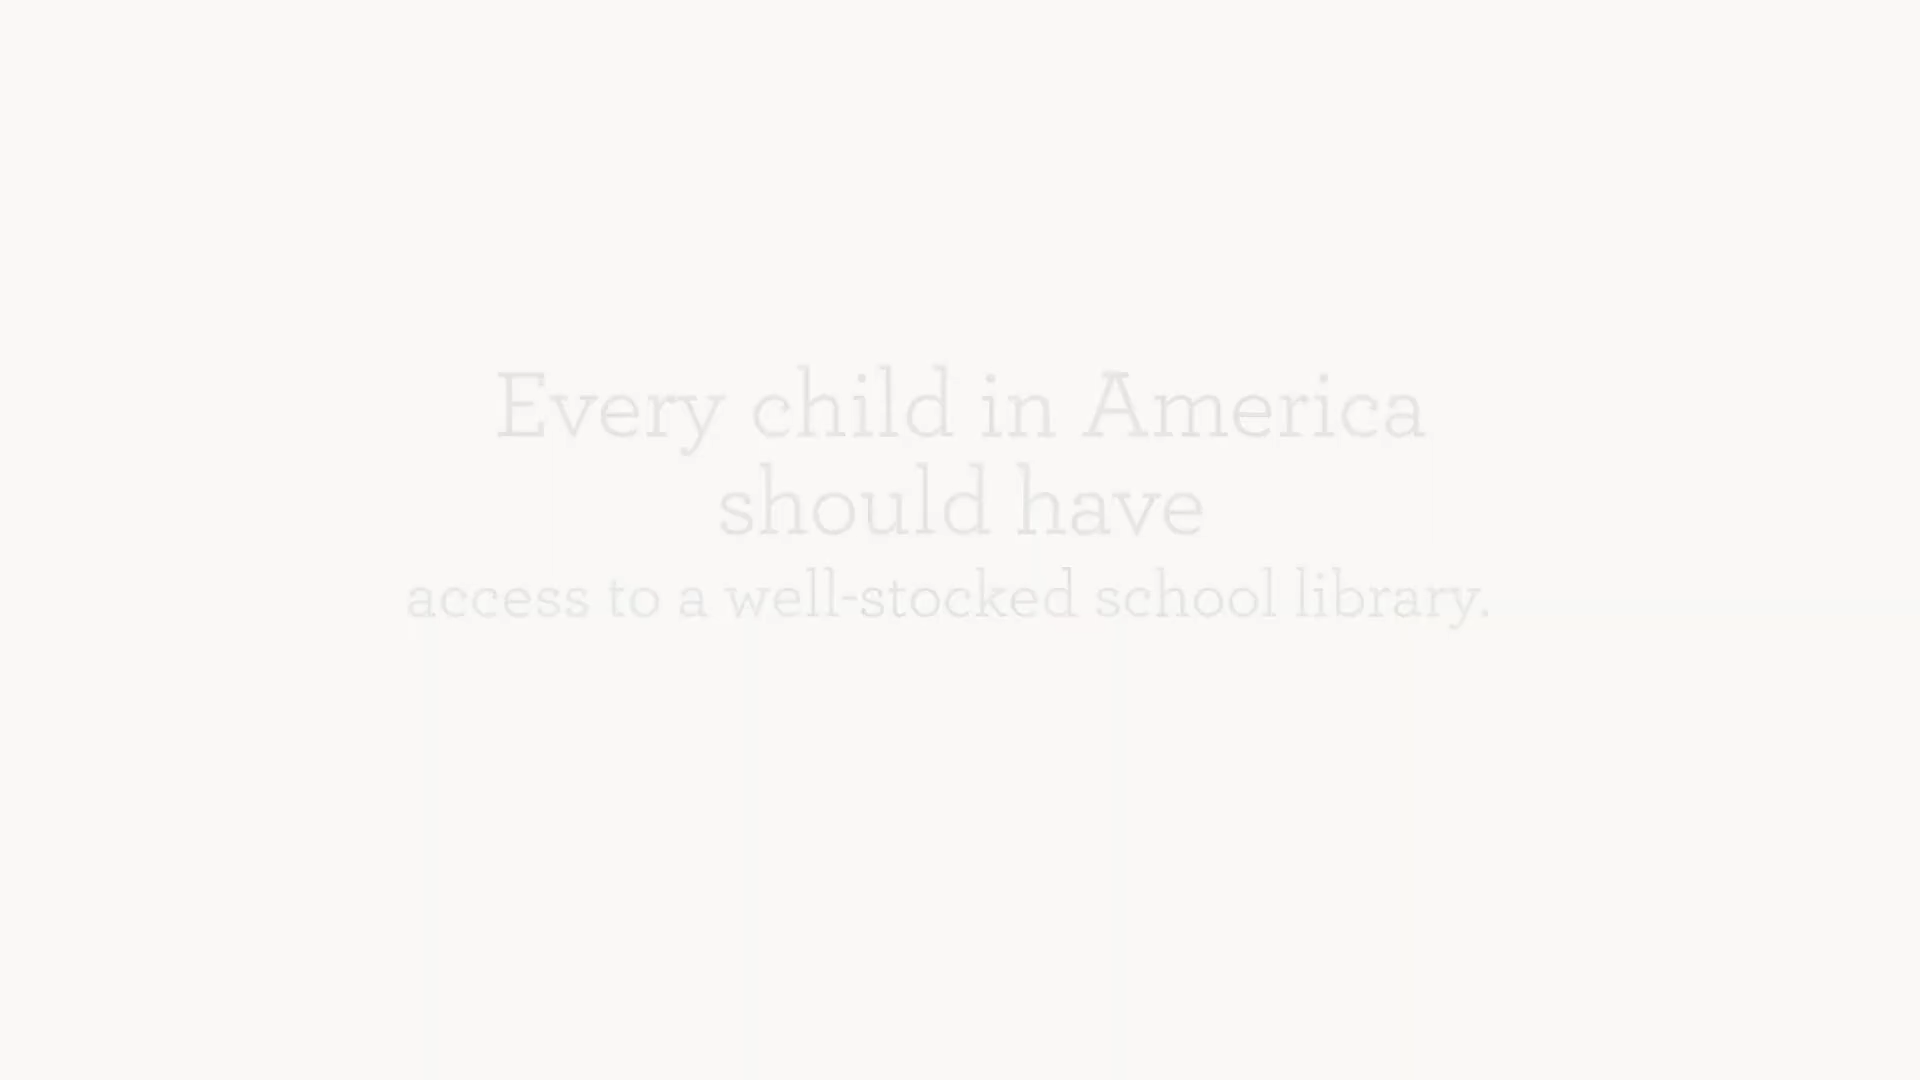 Every child in America
should have
access to a well-stocked school library.